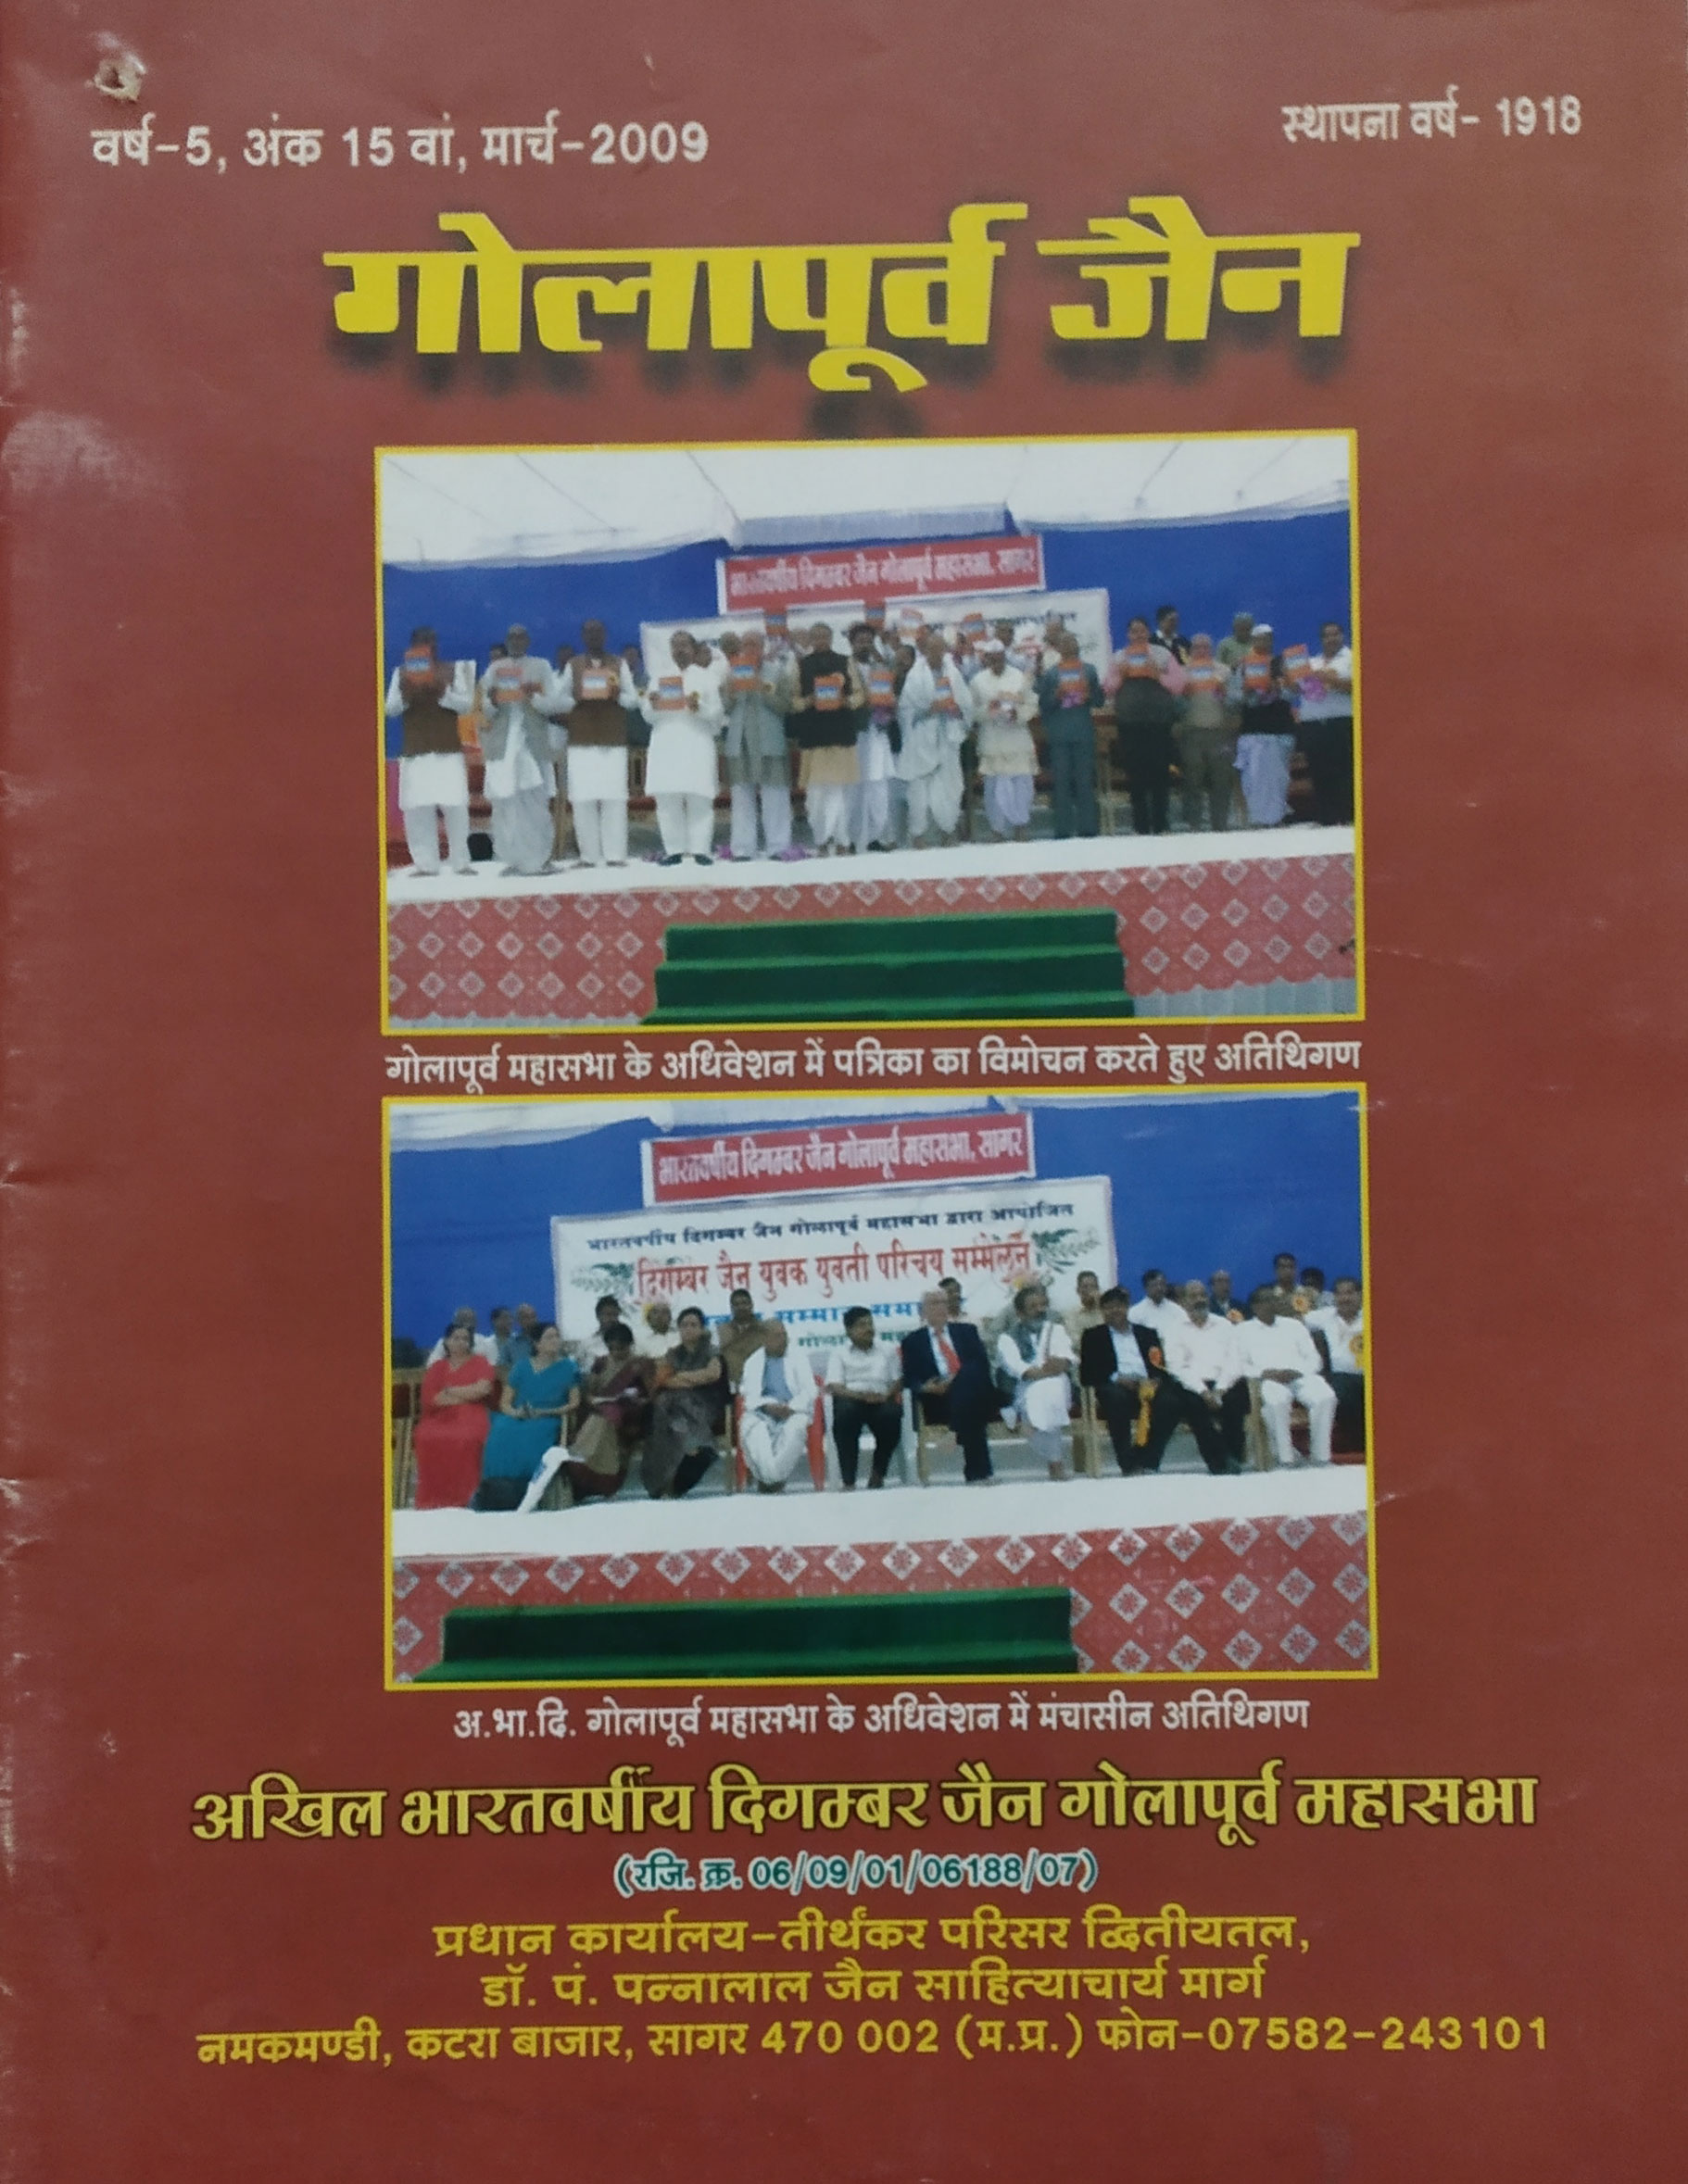 वर्ष-5, अंक 15 वां, मार्च-2009
स्थापना वर्ष- 1918
गोलापूर्व जैन
भारतवर्षीय दिगम्बर जैन गोलापूर्व महासभा, सागर
गोलापूर्व महासभा के अधिवेशन में पत्रिका का विमोचन करते हुए अतिथिगण
भारतवर्षीय दिगम्बर जैन गोलापूर्व महासभा, सागर
भारतवर्षीय दिगम्बर जैन गोलापूर्व महासभा द्वारा आयोजित
दिगम्बर जैन युवक युवती परिचय सम्मेलन
अ.भा.दि. गोलापूर्व महासभा के अधिवेशन में मंचासीन अतिथिगण
अखिल भारतवर्षीय दिगम्बर जैन गोलापूर्व महासभा
(रजि. क्र. 06/09/01/06188/07)
प्रधान कार्यालय-तीर्थंकर परिसर द्वितीयतल,
डॉ. पं. पन्नालाल जैन साहित्याचार्य मार्ग
नमकमण्डी, कटरा बाजार, सागर 470 002 (म.प्र.) फोन-07582-243101